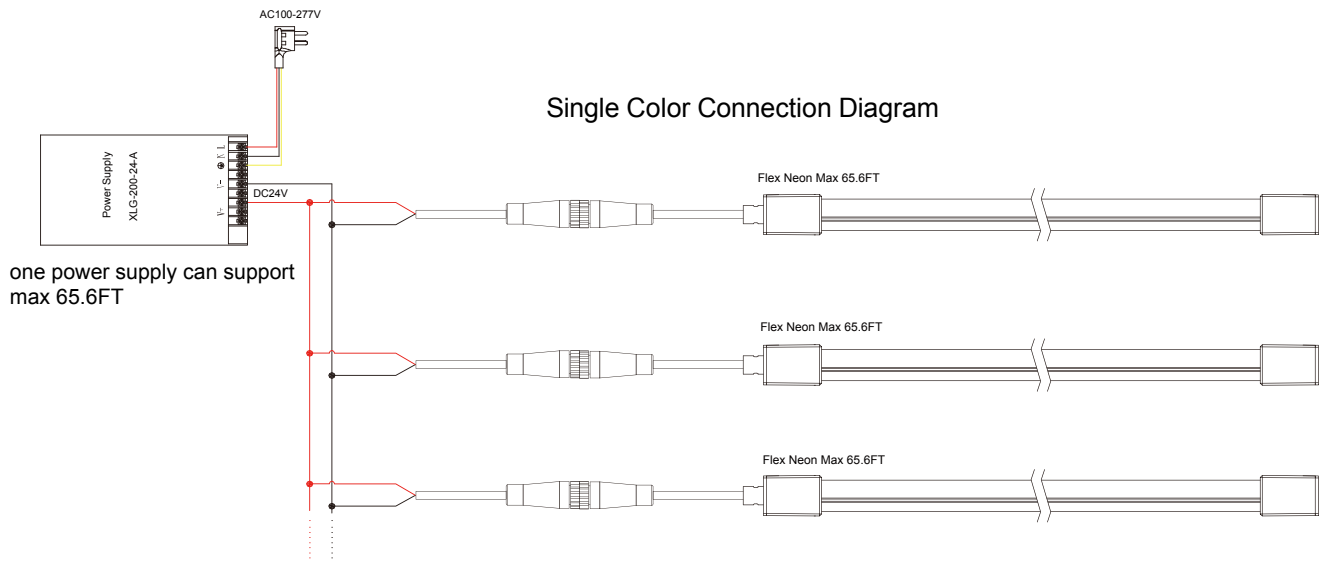 AC100-277V
Single Color Connection Diagram
Power Supply
XLG-200-24-A
L
N
V-
V+
DC24V
one power supply can support
max 65.6FT
Flex Neon Max 65.6FT
Flex Neon Max 65.6FT
Flex Neon Max 65.6FT